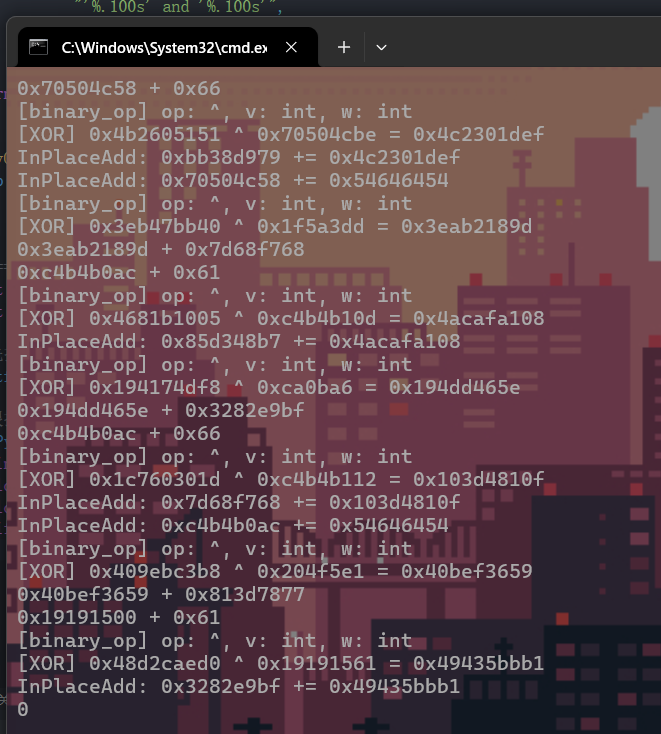 "'%.100s' and '%.100s'",
C:\Windows\System32\cmd.ex
0x70504c58 + 0x66
[binary_op] op: ^, v: int, w: int
[XOR] 0x4b2605151 ^ 0x70504cbe = 0x4c2301def
InPlaceAdd: 0xbb38d979 += 0x4c2301def
InPlaceAdd: 0x70504c58 += 0x54646454
[binary_op] op: ^, v: int, w: int
[XOR] 0x3eb47bb40 ^ 0x1f5a3dd = 0x3eab2189d
0x3eab2189d + 0x7d68f768
0xc4b4b0ac + 0x61
[binary_op] op: ^, v: int, w: int
[XOR] 0x4681b1005 ^ 0xc4b4b10d = 0x4acafa108
InPlaceAdd: 0x85d348b7 += 0x4acafa108
[binary_op] op: ^, v: int, w: int
[XOR] 0x194174df8 ^ 0xca0ba6 = 0x194dd465e
0x194dd465e + 0x3282e9bf
0xc4b4b0ac + 0x66
[binary_op] op: ^, v: int, w: int
[XOR] 0x1c760301d ^ 0xc4b4b112 = 0x103d4810f
InPlaceAdd: 0x7d68f768 += 0x103d4810f
InPlaceAdd: 0xc4b4b0ac += 0x54646454
[binary_op] op: ^, v: int, w: int
[XOR] 0x409ebc3b8 ^ 0x204f5e1 = 0x40bef3659
0x40bef3659 + 0x813d7877
0x19191500 + 0x61
[binary_op] op: ^, v: int, w: int
[XOR] 0x48d2caed0 ^ 0x19191561 = 0x49435bbb1
InPlaceAdd: 0x3282e9bf += 0x49435bbb1
0